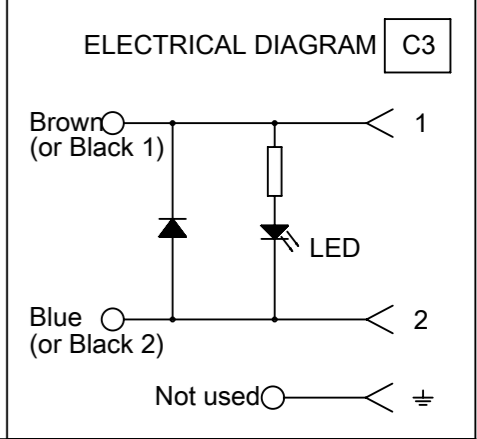 ELECTRICAL DIAGRAM C3
Brown 1
(or Black 1)
LED
Blue 2
(or Black 2)
Not used